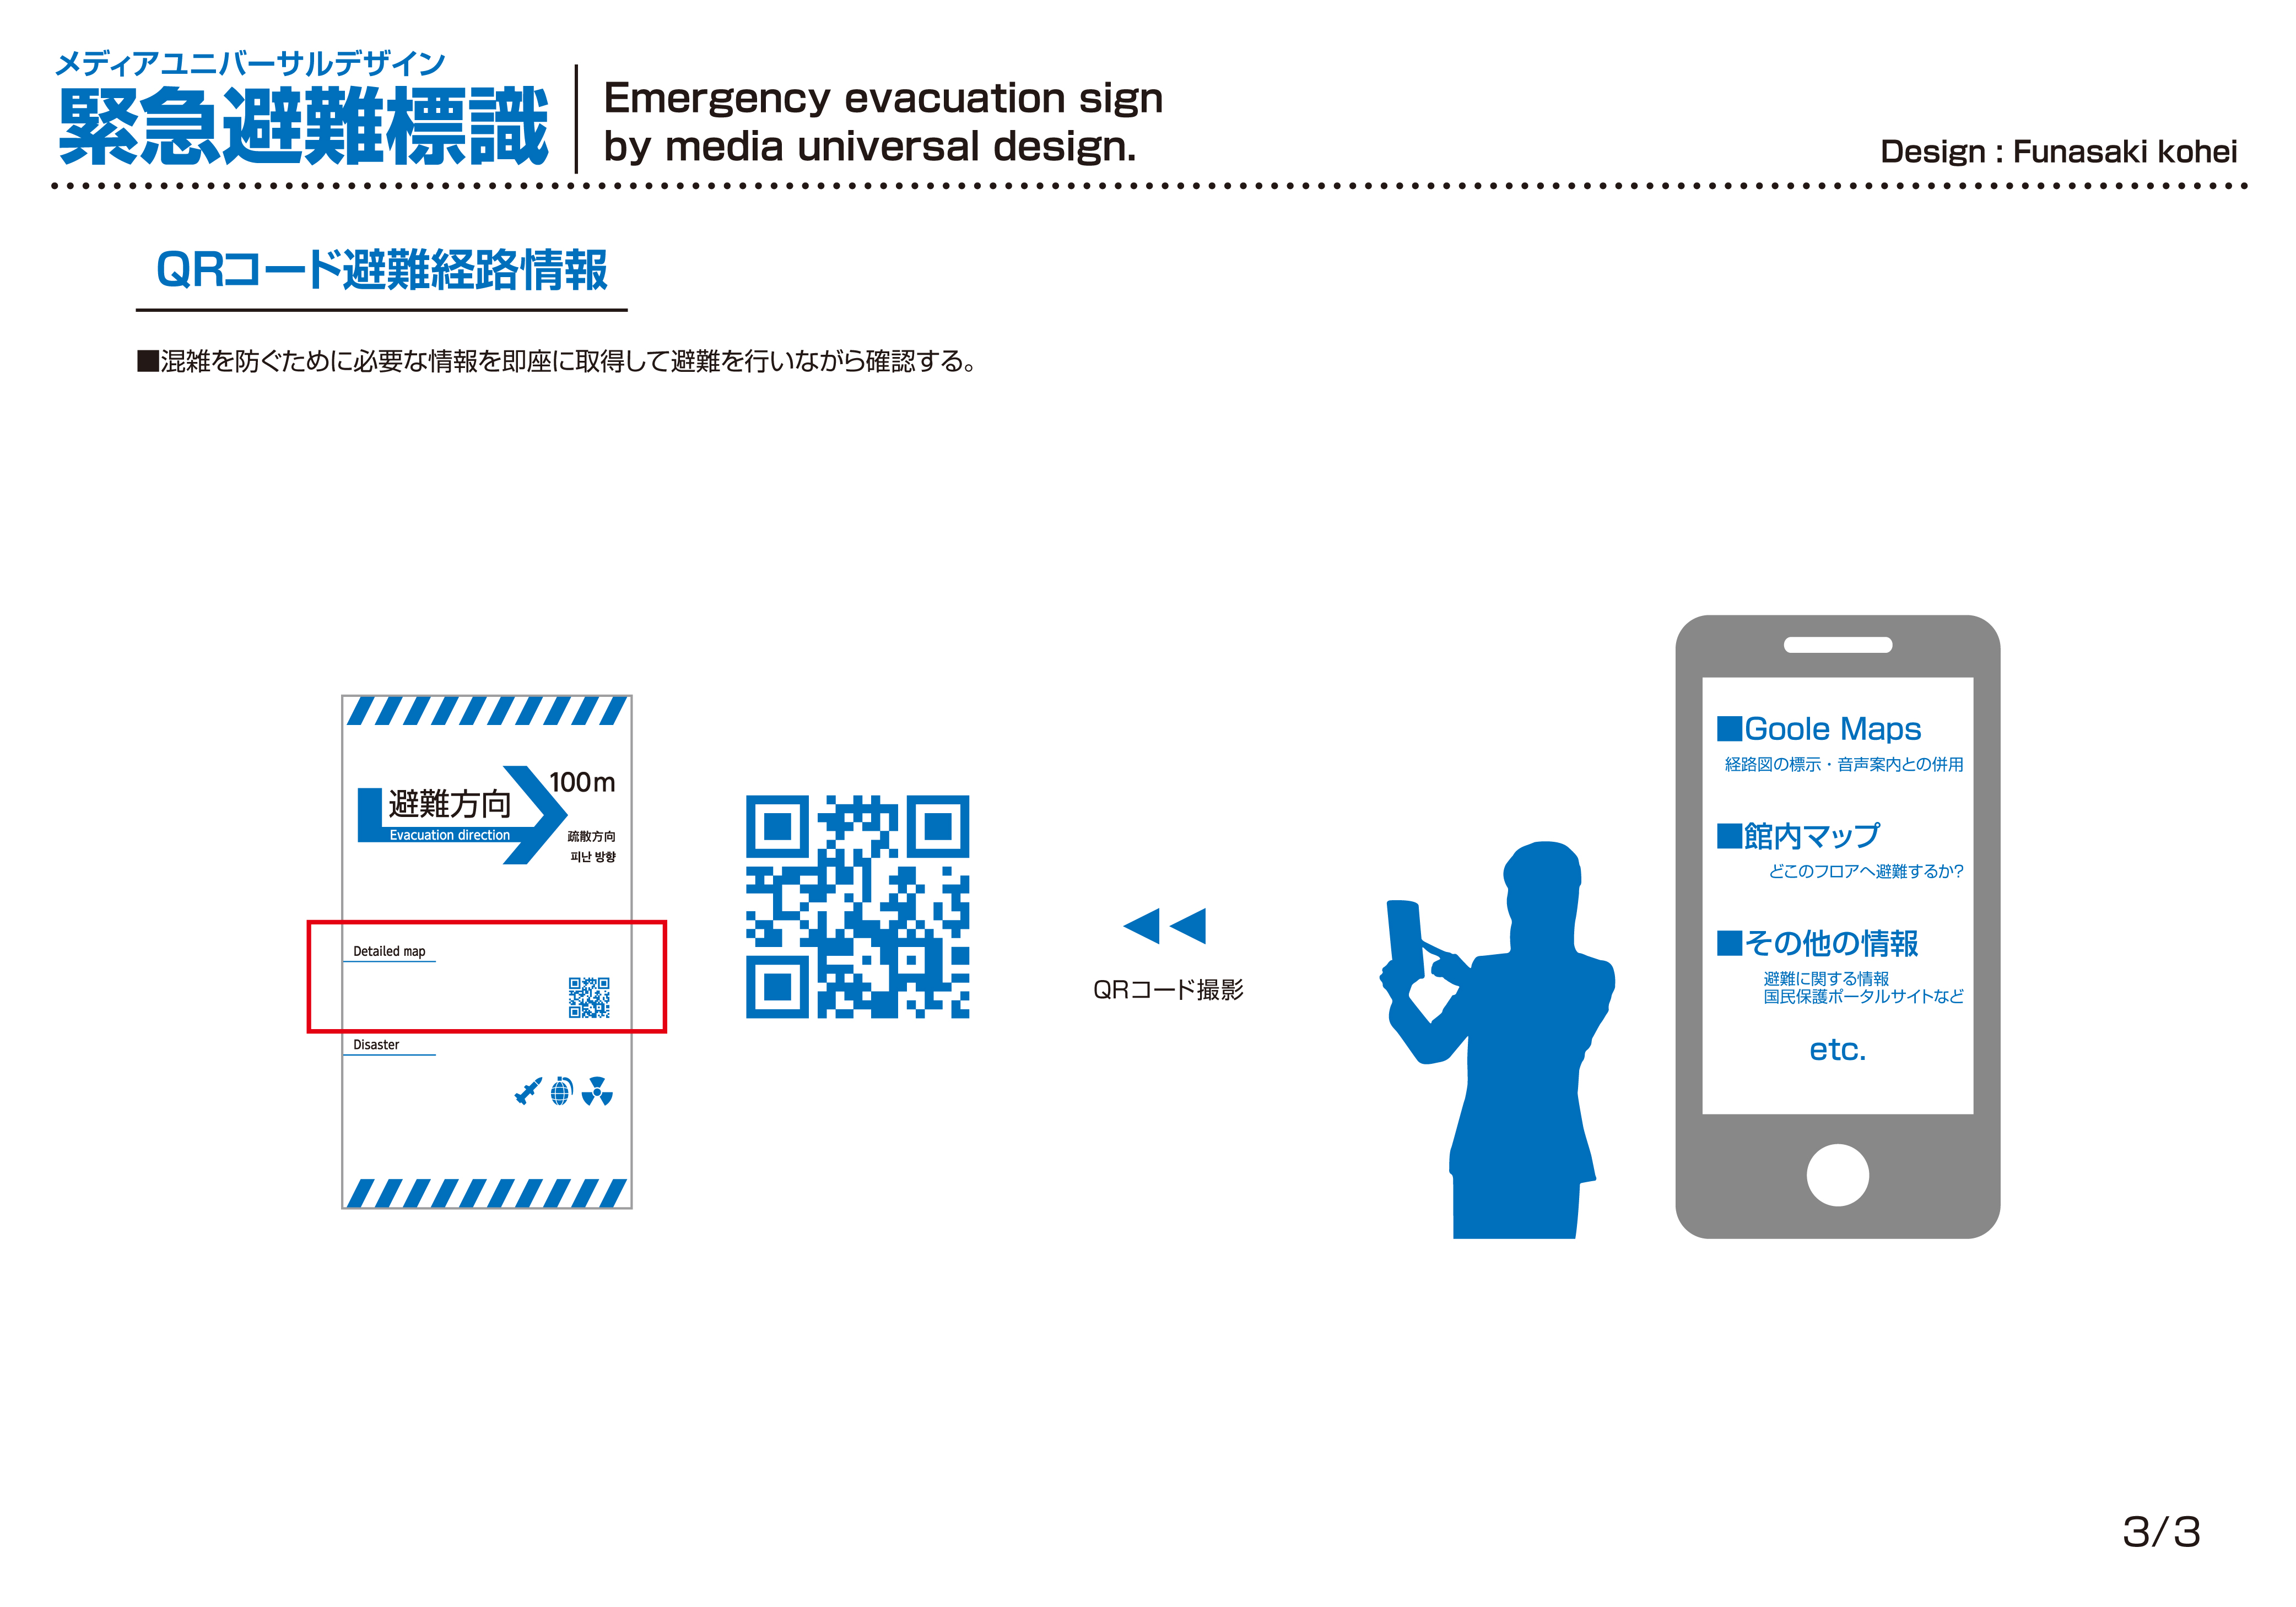 メディアユニバーサルデザイン
緊急避難標識
Emergency evacuation sign
by media universal design.
Design : Funasaki kohei
QRコード避難経路情報
■混雑を防ぐために必要な情報を即座に取得して避難を行いながら確認する。
避難方向
Evacuation direction
100m
疏散方向
피난 방향
Detailed map
Disaster
QRコード撮影
■Goole Maps
経路図の標示・音声案内との併用
■館内マップ
どこのフロアへ避難するか?
■その他の情報
避難に関する情報
国民保護ポータルサイトなど
etc.
3/3